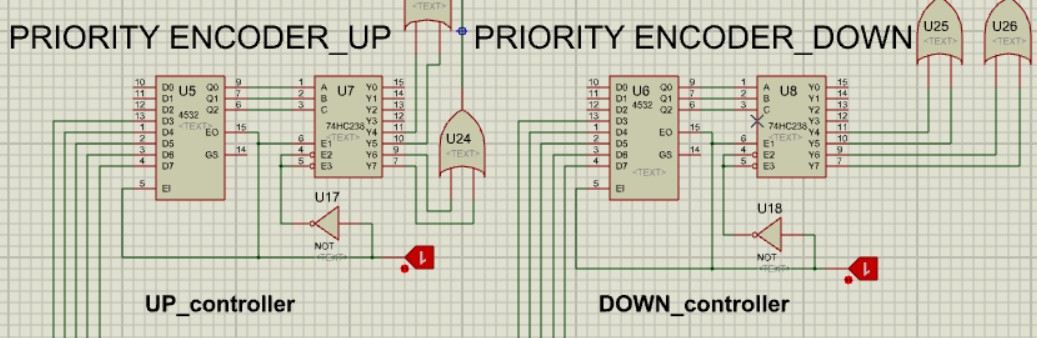 <TEXT>
PRIORITY ENCODER_UP
PRIORITY ENCODER_DOWN
U25
<TEXT>
U26
<TEXT>
10 D0 U5 Q0 9
11 D1 Q1 7
12 D2 4532 Q2 6
13 D3 <TEXT>
1 D4 EO 15
2 D5
3 D6 GS 14
4 D7
5 EI
1 A U7 Y0 15
2 B Y1 14
3 C Y2 13
Y3 12
74HC238 Y4 11
6 E1 <TEXT> Y5 10
4 E2 Y6 9
5 E3 Y7 7
U24
<TEXT>
10 D0 U6 Q0 9
11 D1 Q1 7
12 D2 4532 Q2 6
13 D3
1 D4 EO 15
2 D5
3 D6 GS 14
4 D7 <TEXT>
5 EI
1 A U8 Y0 15
2 B Y1 14
3 C Y2 13
Y3 12
74HC238 Y4 11
6 E1 <TEXT> Y5 10
4 E2 Y6 9
5 E3 Y7 7
U17
NOT
<TEXT>
1
U18
NOT
<TEXT>
1
UP_controller
DOWN_controller